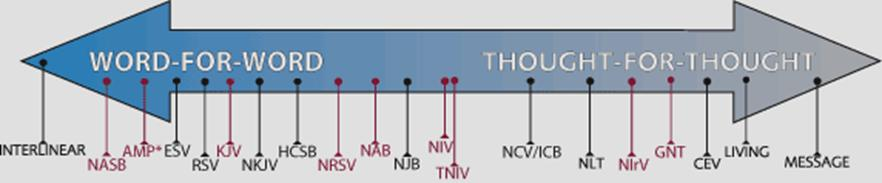 WORD-FOR-WORD THOUGHT-FOR-THOUGHT
INTERLINEAR NASB AMP* ESV RSV KJV NKJV HCSB NRSV NAB NJB NIV TNIV NCV/ICB NLT NIrV GNT CEV LIVING MESSAGE